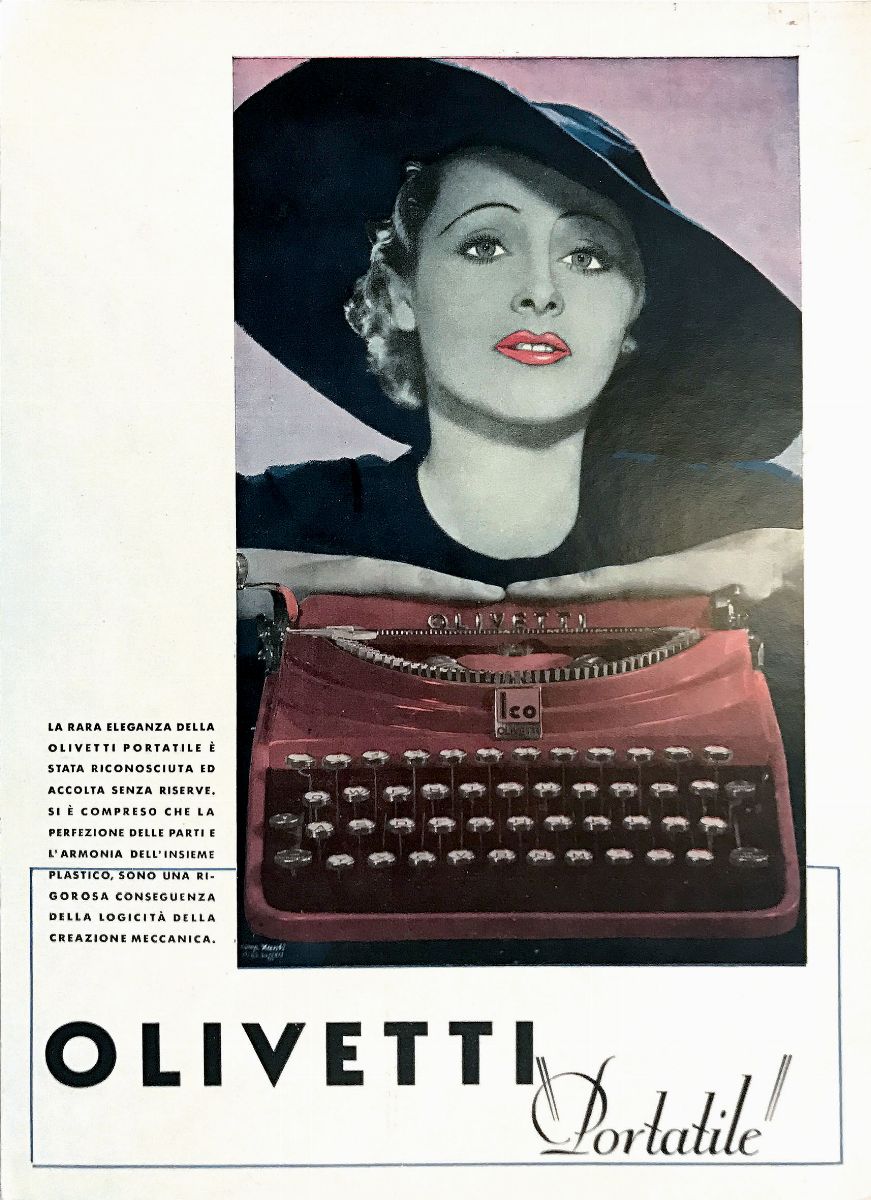 OLIVETTI
Ico
OLIVETTI
LA RARA ELEGANZA DELLA
OLIVETTI PORTATILE È
STATA RICONOSCIUTA ED
ACCOLTA SENZA RISERVE.
SI È COMPRESO CHE LA
PERFEZIONE DELLE PARTI E
L'ARMONIA DELL'INSIEME
PLASTICO, SONO UNA RI-
GOROSA CONSEGUENZA
DELLA LOGICITÀ DELLA
CREAZIONE MECCANICA.
OLIVETTI
"Portatile"